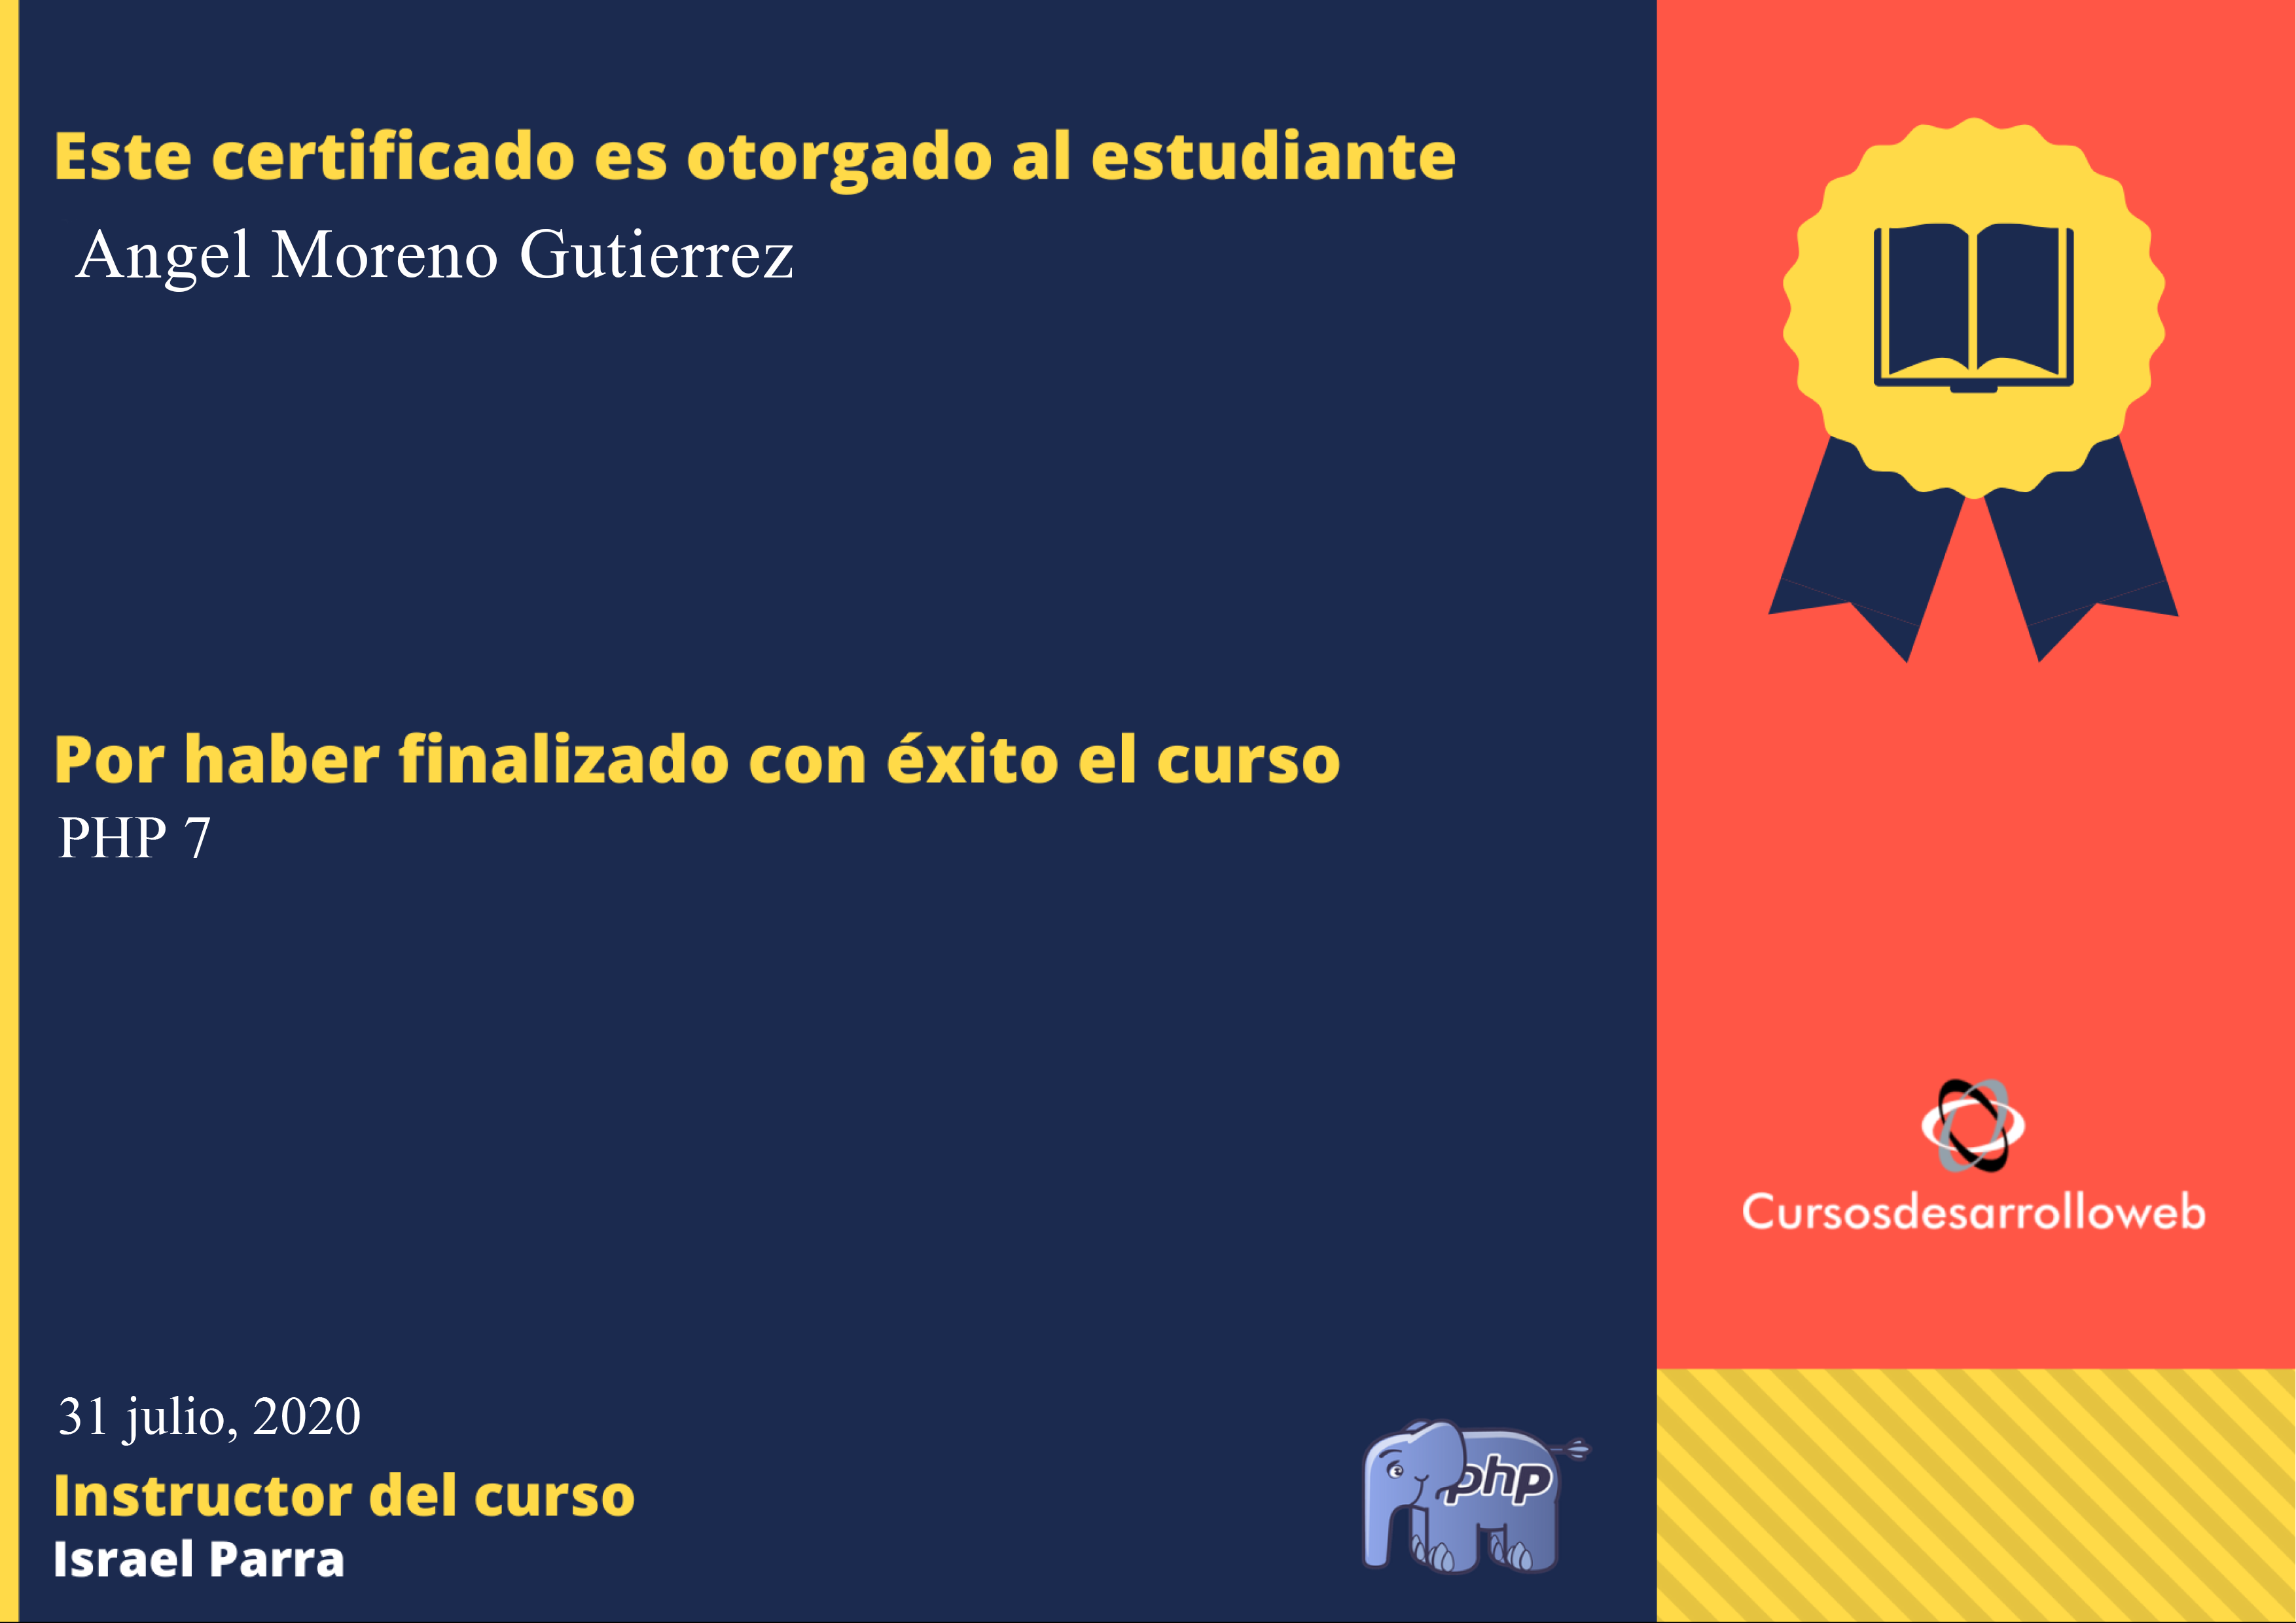 Este certificado es otorgado al estudiante
Angel Moreno Gutierrez
Por haber finalizado con éxito el curso
PHP 7
31 julio, 2020
Instructor del curso
Israel Parra
php
Cursosdesarrolloweb